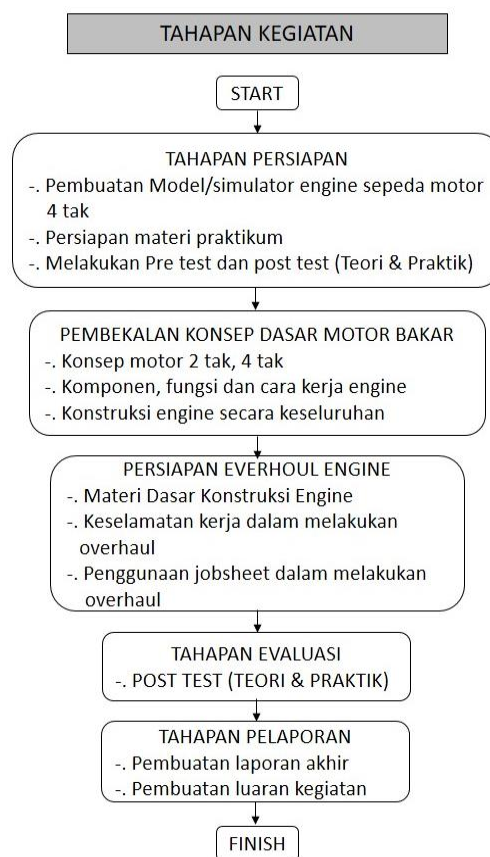 TAHAPAN KEGIATAN
START
TAHAPAN PERSIAPAN
-. Pembuatan Model/simulator engine sepeda motor
4 tak
-. Persiapan materi praktikum
-. Melakukan Pre test dan post test (Teori & Praktik)
PEMBEKALAN KONSEP DASAR MOTOR BAKAR
-. Konsep motor 2 tak, 4 tak
-. Komponen, fungsi dan cara kerja engine
-. Konstruksi engine secara keseluruhan
PERSIAPAN EVERHOUL ENGINE
-. Materi Dasar Konstruksi Engine
-. Keselamatan kerja dalam melakukan
overhaul
-. Penggunaan jobsheet dalam melakukan
overhaul
TAHAPAN EVALUASI
-. POST TEST (TEORI & PRAKTIK)
TAHAPAN PELAPORAN
-. Pembuatan laporan akhir
-. Pembuatan luaran kegiatan
FINISH